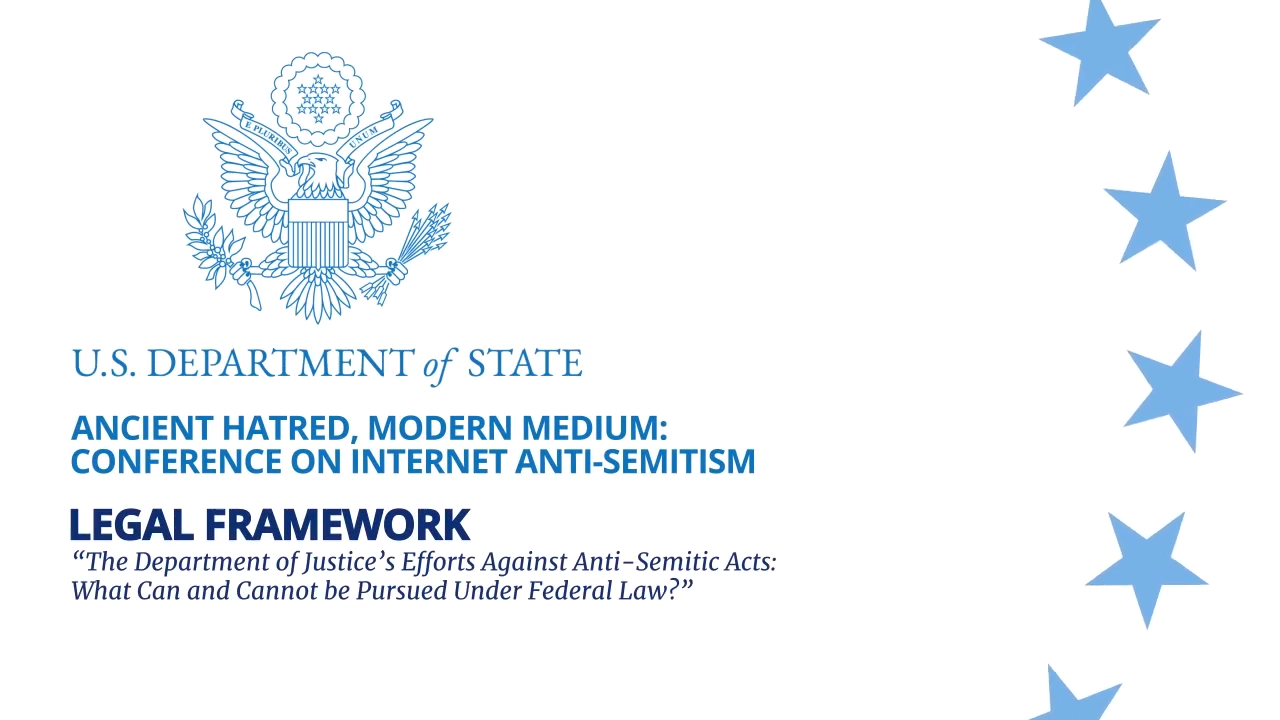 E PLURIBUS UNUM
U.S. DEPARTMENT of STATE
ANCIENT HATRED, MODERN MEDIUM:
CONFERENCE ON INTERNET ANTI-SEMITISM
LEGAL FRAMEWORK
“The Department of Justice’s Efforts Against Anti-Semitic Acts:
What Can and Cannot be Pursued Under Federal Law?”